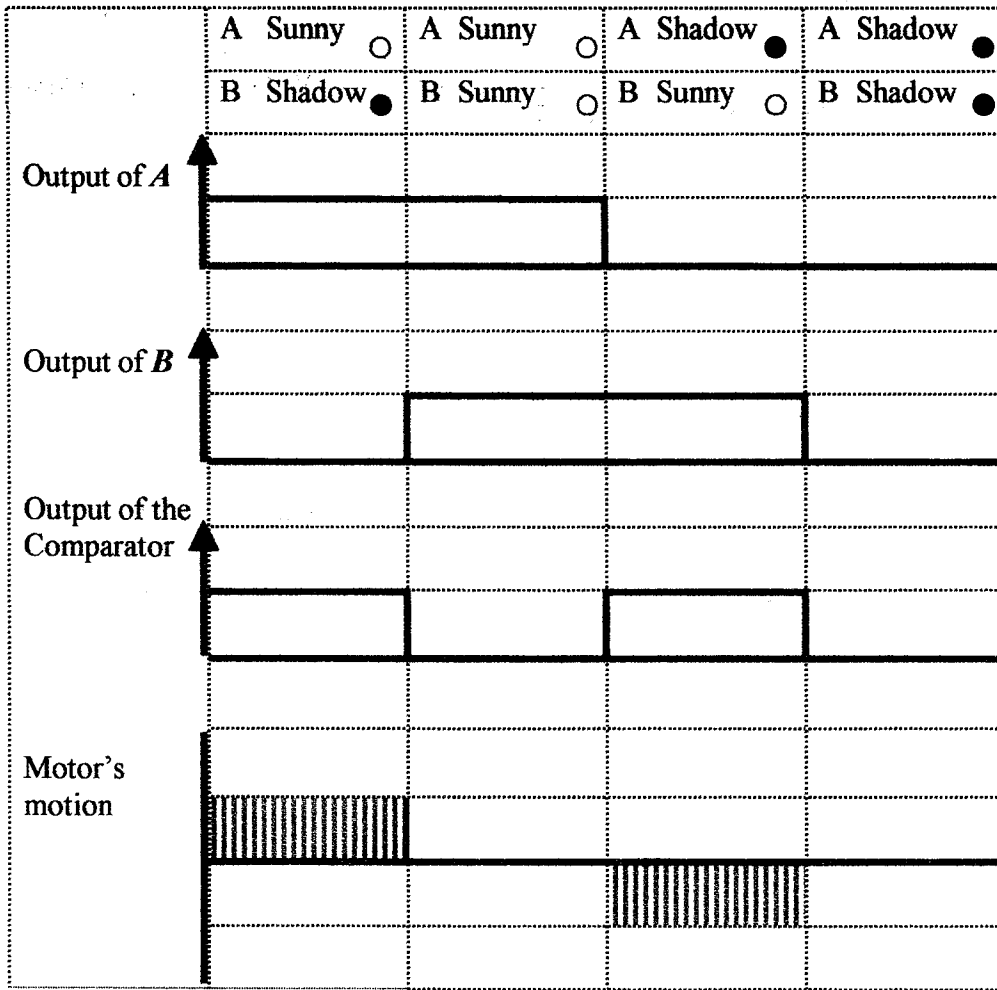 A Sunny A Sunny A Shadow A Shadow
B Shadow B Sunny B Sunny B Shadow
Output of A
Output of B
Output of the
Comparator
Motor's
motion